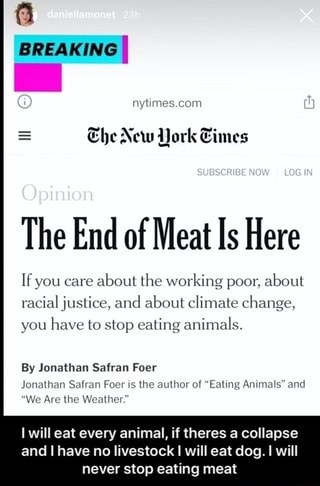 daniellamonet 23h
BREAKING
nytimes.com
The New York Times
SUBSCRIBE NOW LOG IN
Opinion
The End of Meat Is Here
If you care about the working poor, about
racial justice, and about climate change,
you have to stop eating animals.
By Jonathan Safran Foer
Jonathan Safran Foer is the author of “Eating Animals” and
“We Are the Weather.”
I will eat every animal, if theres a collapse
and I have no livestock I will eat dog. I will
never stop eating meat